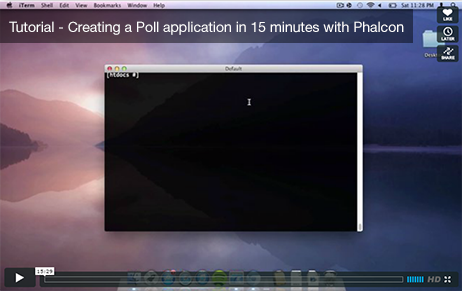 iTerm Shell Edit View Bookmarks Window Help
Sat 11:28 PM
Tutorial - Creating a Poll application in 15 minutes with Phalcon
LIKE
LATER
SHARE
Default
[htdocs #]
15:29
HD